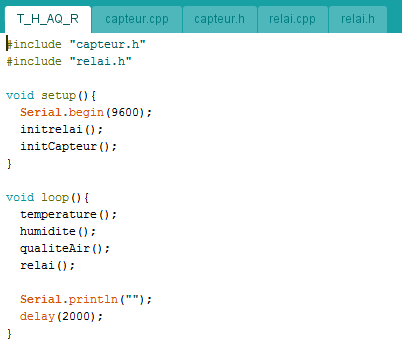 T_H_AQ_R capteur.cpp capteur.h relai.cpp relai.h
#include "capteur.h"
#include "relai.h"
void setup(){
Serial.begin(9600);
initrelai();
initCapteur();
}
void loop(){
temperature();
humidite();
qualiteAir();
relai();
Serial.println("");
delay(2000);
}